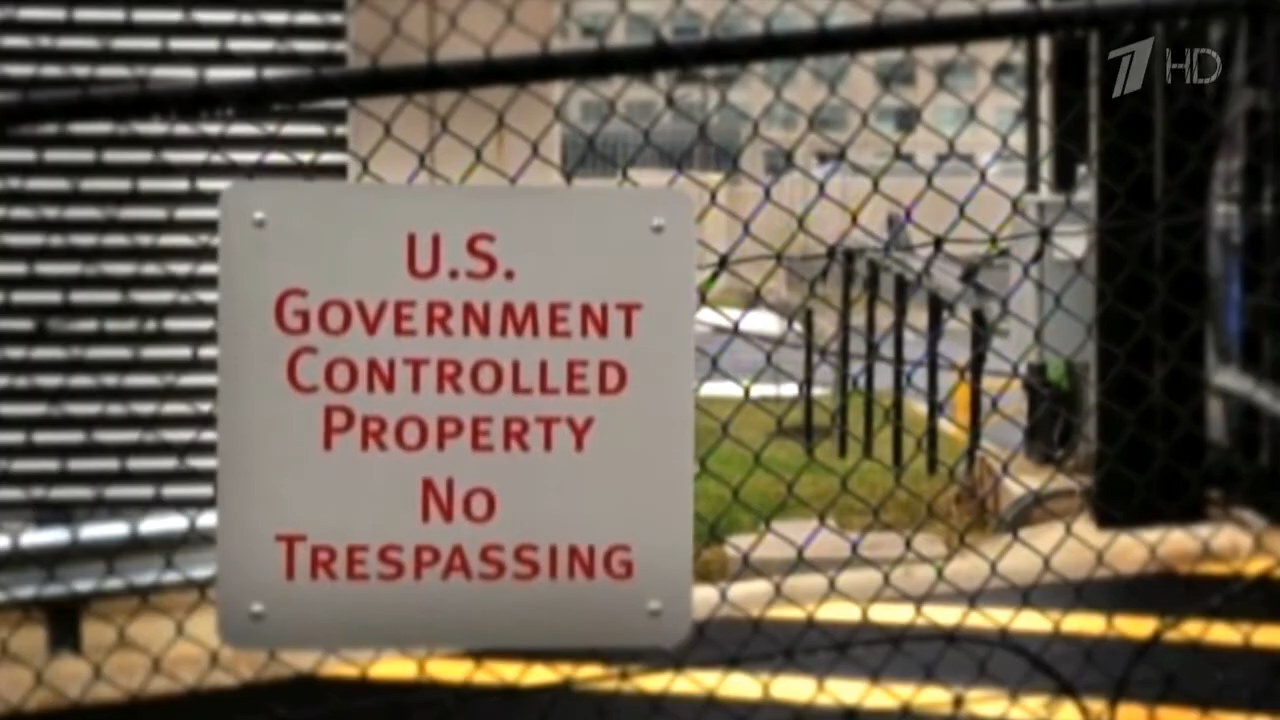 1 HD
U.S.
GOVERNMENT
CONTROLLED
PROPERTY
NO
TRESPASSING